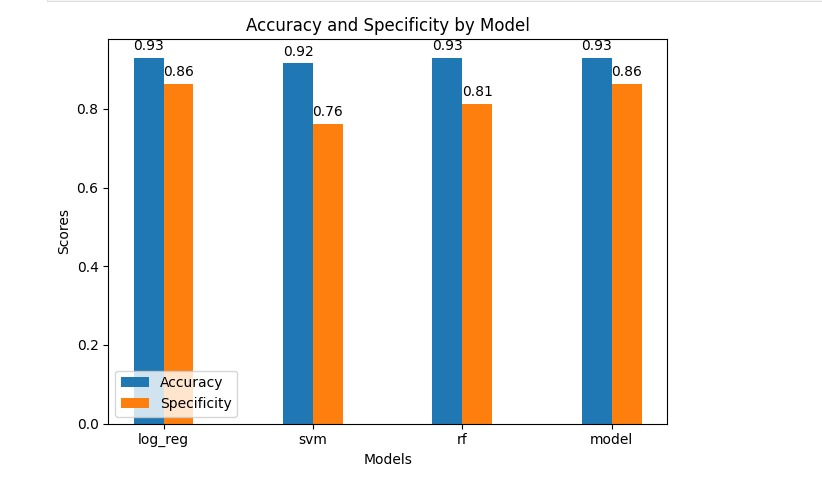 Accuracy and Specificity by Model
0.93
0.86
0.92
0.76
0.93
0.81
0.93
0.86
Scores
0.8
0.6
0.4
0.2
0.0
Accuracy
Specificity
log_reg svm rf model
Models